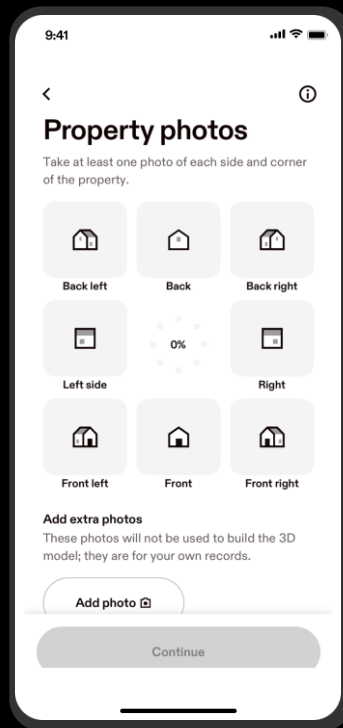 9:41
Property photos
Take at least one photo of each side and corner
of the property.
Back left
Back
Back right
Left side
0%
Right
Front left
Front
Front right
Add extra photos
These photos will not be used to build the 3D
model; they are for your own records.
Add photo
Continue